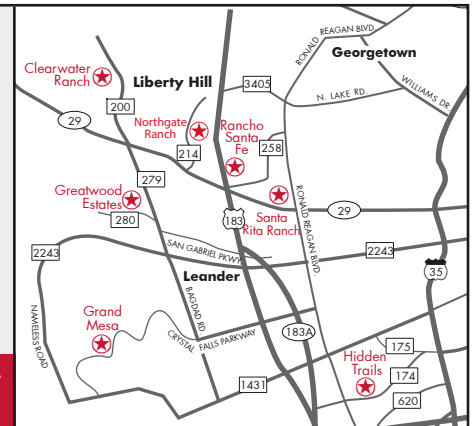 RONALD
REAGAN BLVD.
Georgetown
Clearwater
Ranch
Liberty Hill
3405
N. LAKE RD.
WILLIAMS DR.
200
29
Northgate
Ranch
Rancho
Santa
Fe
214
258
279
Greatwood
Estates
280
183
Santa
Rita Ranch
RONALD REAGAN BLVD.
29
2243
SAN GABRIEL PKWY
2243
Leander
35
NAMELESS ROAD
BAGDAD RD.
Grand
Mesa
CRYSTAL FALLS PARKWAY
183A
175
Hidden
Trails
174
1431
620